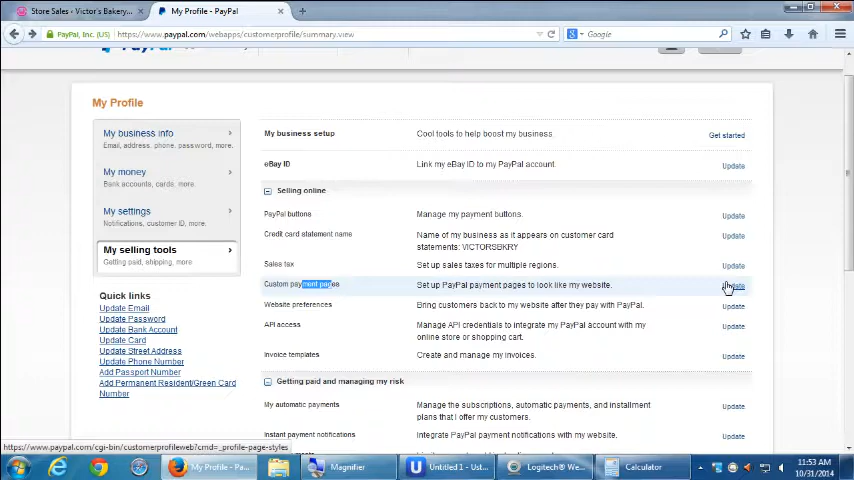 Store Sales - Victor's Bakery...
My Profile - PayPal
PayPal, Inc. (US)
https://www.paypal.com/webapps/customerprofile/summary.view
Google
My Profile
My business info
Email, address, phone, password, more.
My money
Bank accounts, cards, more.
My settings
Notifications, customer ID, more.
My selling tools
Getting paid, shipping, more
Quick links
Update Email
Update Password
Update Bank Account
Update Card
Update Street Address
Update Phone Number
Add Passport Number
Add Permanent Resident/Green Card
Number
My business setup Cool tools to help boost my business. Get started
eBay ID Link my eBay ID to my PayPal account. Update
Selling online
PayPal buttons Manage my payment buttons. Update
Credit card statement name Name of my business as it appears on customer card Update
statements: VICTORSBKRY
Sales tax Set up sales taxes for multiple regions. Update
Custom payment pages Set up PayPal payment pages to look like my website. Update
Website preferences Bring customers back to my website after they pay with PayPal. Update
API access Manage API credentials to integrate my PayPal account with my Update
online store or shopping cart.
Invoice templates Create and manage my invoices. Update
Getting paid and managing my risk
My automatic payments Manage the subscriptions, automatic payments, and installment Update
plans that I offer my customers.
Instant payment notifications Integrate PayPal payment notifications with my website. Update
https://www.paypal.com/cgi-bin/customerprofileweb?cmd=_profile-page-styles
My Profile - Pa...
Magnifier
Untitled 1 - Ust...
Logitech® We...
Calculator
11:53 AM
10/31/2014